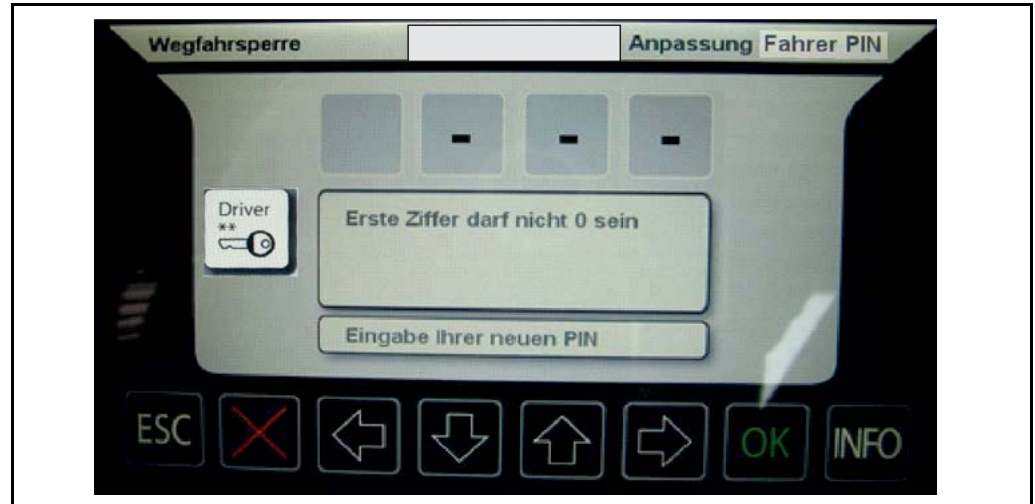 Wegfahrsperre Anpassung Fahrer PIN
- - -
Driver
**
Erste Ziffer darf nicht 0 sein
Eingabe Ihrer neuen PIN
ESC OK INFO